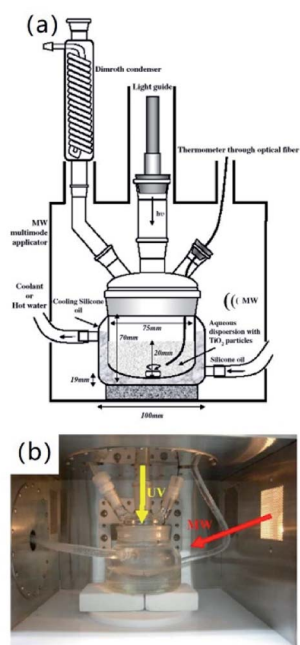 (a)
Dimroth condenser
Light guide
Thermometer through optical fiber
hν
MW
multimode
applicator
Coolant
or
Hot water
Cooling Silicone
oil
MW
75mm
70mm
20mm
Aqueous
dispersion with
TiO₂ particles
Silicone oil
19mm
100mm
(b)
UV
MW